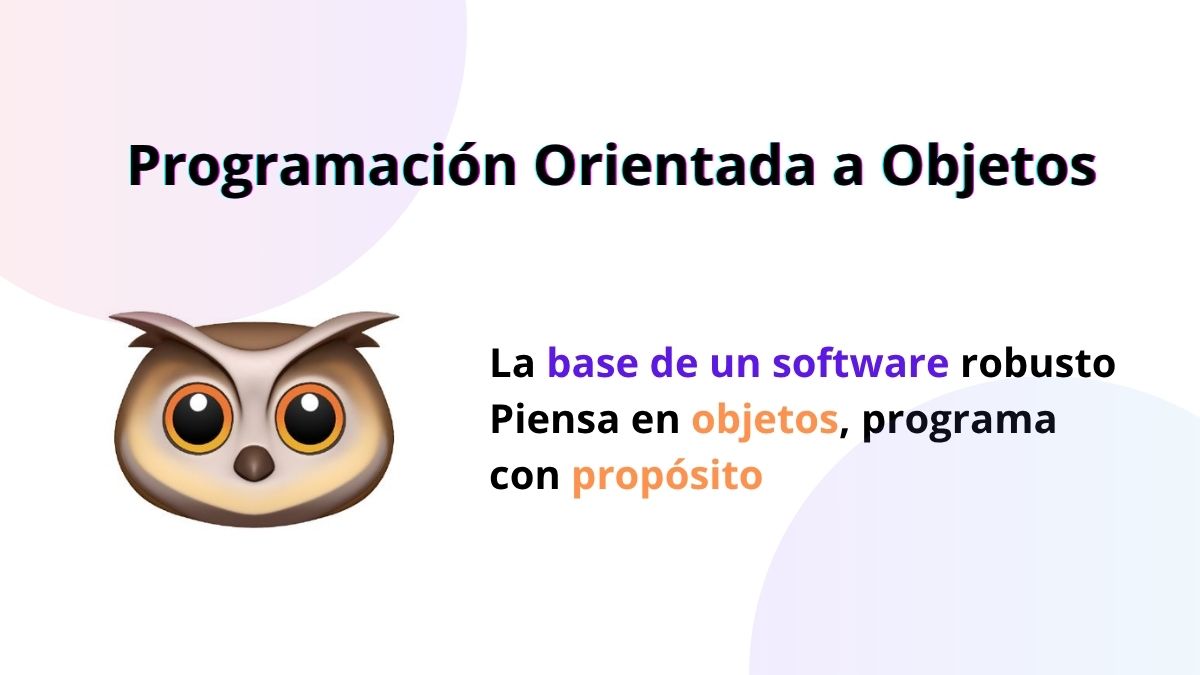 Programación Orientada a Objetos
La base de un software robusto
Piensa en objetos, programa
con propósito